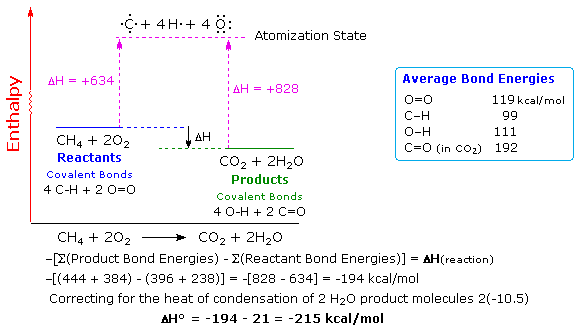 ·Ċ· + 4 H· + 4 :Ö:
Atomization State
ΔH = +634
ΔH = +828
Enthalpy
ΔH
CH₄ + 2O₂
Reactants
Covalent Bonds
4 C-H + 2 O=O
CO₂ + 2H₂O
Products
Covalent Bonds
4 O-H + 2 C=O
Average Bond Energies
O=O 119 kcal/mol
C–H 99
O–H 111
C=O (in CO₂) 192
CH₄ + 2O₂ ⟶ CO₂ + 2H₂O
–[Σ(Product Bond Energies) - Σ(Reactant Bond Energies)] = ΔH(reaction)
–[(444 + 384) - (396 + 238)] = -[828 - 634] = -194 kcal/mol
Correcting for the heat of condensation of 2 H₂O product molecules 2(-10.5)
ΔH° = -194 - 21 = -215 kcal/mol